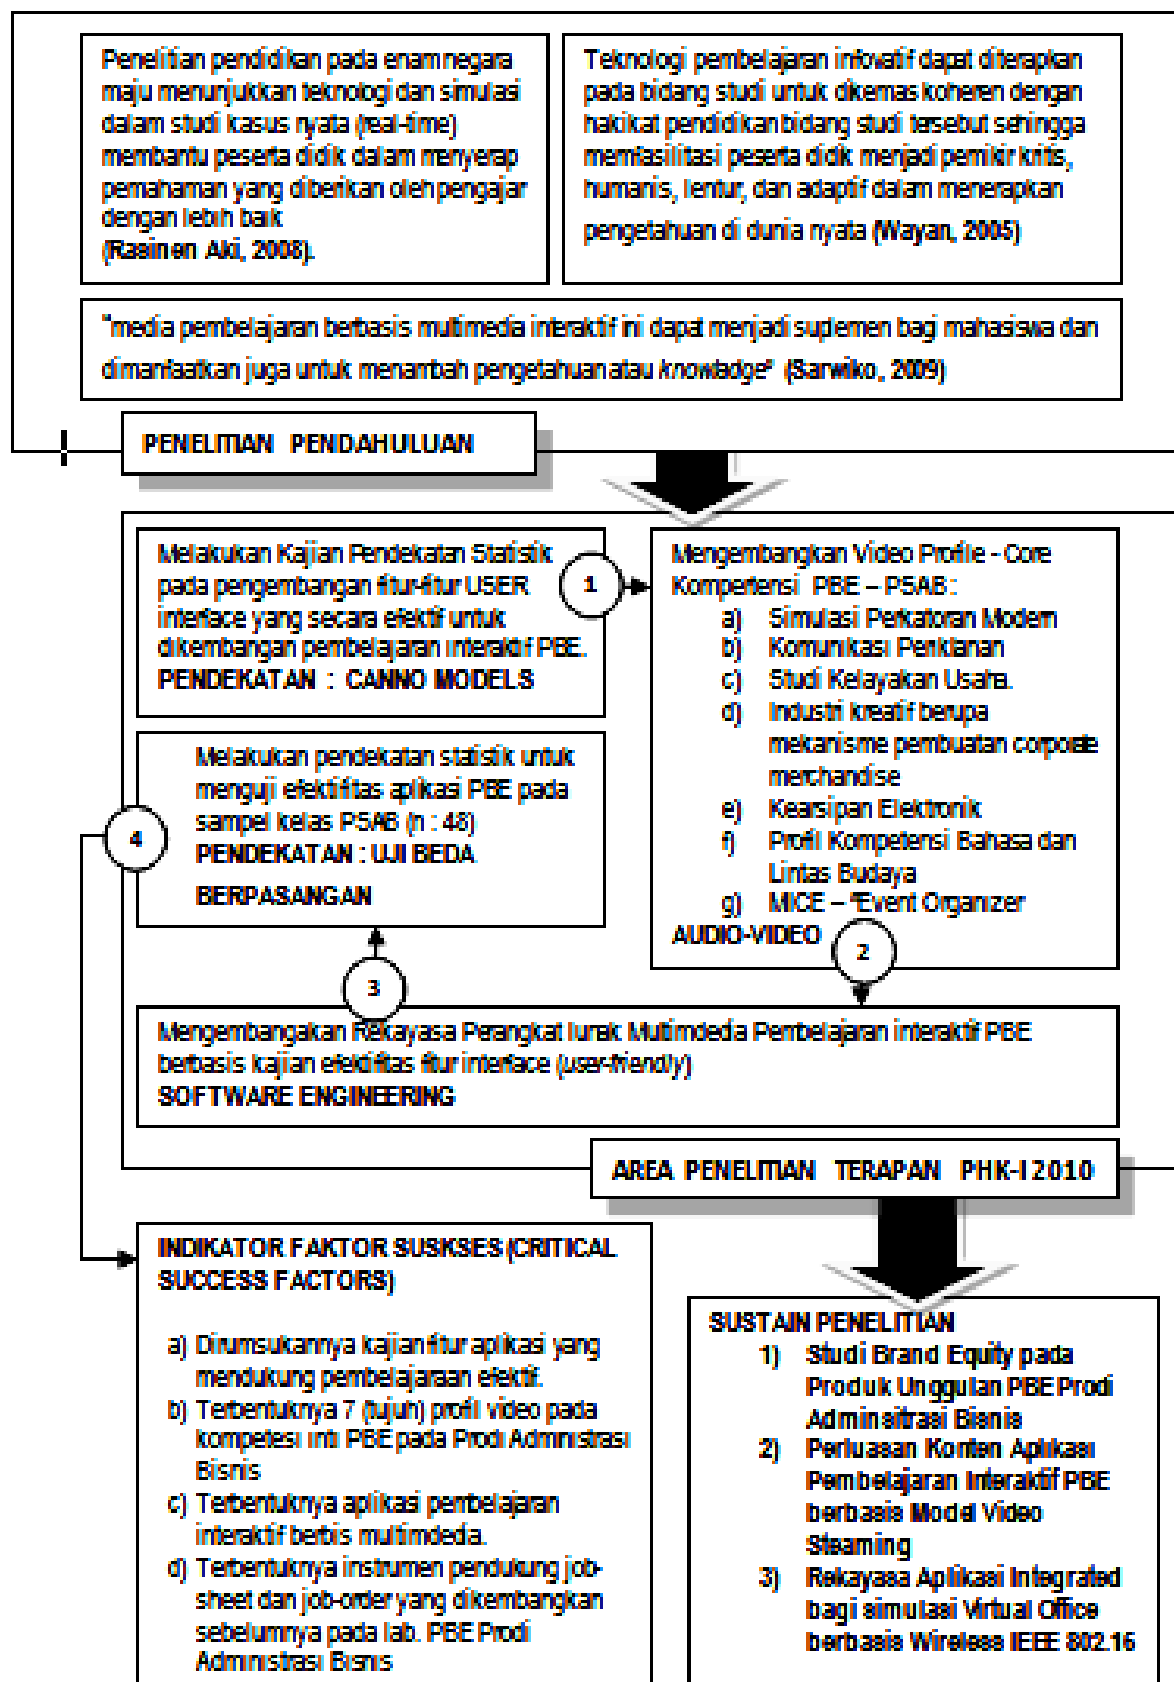 Penelitian pendidikan pada enam negara
maju menunjukkan teknologi dan simulasi
dalam studi kasus nyata (real-time)
membantu peserta didik dalam menyerap
pemahaman yang diberikan oleh pengajar
dengan lebih baik
(Rasinen Aki, 2008).
Teknologi pembelajaran inovatif dapat diterapkan
pada bidang studi untuk dikemas koheren dengan
hakikat pendidikan bidang studi tersebut sehingga
memfasilitasi peserta didik menjadi pemikir kritis,
humanis, lentur, dan adaptif dalam menerapkan
pengetahuan di dunia nyata (Wayan, 2005)
"media pembelajaran berbasis multimedia interaktif ini dapat menjadi suplemen bagi mahasiswa dan
dimanfaatkan juga untuk menambah pengetahuan atau knowladge" (Sarwiko, 2009)
PENELITIAN PENDAHULUAN
Melakukan Kajian Pendekatan Statistik
pada pengembangan fitur-fitur USER
interface yang secara efektif untuk
dikembangan pembelajaran interaktif PBE.
PENDEKATAN : CANNO MODELS
1
Mengembangkan Video Profile - Core
Kompertensi PBE – PSAB :
a) Simulasi Perkatoran Modern
b) Komunikasi Periklanan
c) Studi Kelayakan Usaha.
d) Industri kreatif berupa
mekanisme pembuatan corporate
merchandise
e) Kearsipan Elektronik
f) Profil Kompetensi Bahasa dan
Lintas Budaya
g) MICE – "Event Organizer
AUDIO-VIDEO
2
Melakukan pendekatan statistik untuk
menguji efektifitas aplikasi PBE pada
sampel kelas PSAB (n : 48)
PENDEKATAN : UJI BEDA
BERPASANGAN
4
3
Mengembangakan Rekayasa Perangkat lunak Multimdeda Pembelajaran interaktif PBE
berbasis kajian efektifitas fitur interface (user-friendly)
SOFTWARE ENGINEERING
AREA PENELITIAN TERAPAN PHK-I 2010
INDIKATOR FAKTOR SUSKSES (CRITICAL
SUCCESS FACTORS)
a) Dirumsukannya kajian fitur aplikasi yang
mendukung pembelajaraan efektif.
b) Terbentuknya 7 (tujuh) profil video pada
kompetesi inti PBE pada Prodi Administrasi
Bisnis
c) Terbentuknya aplikasi pembelajaran
interaktif berbis multimdeda.
d) Terbentuknya instrumen pendukung job-
sheet dan job-order yang dikembangkan
sebelumnya pada lab. PBE Prodi
Administrasi Bisnis
SUSTAIN PENELITIAN
1) Studi Brand Equity pada
Produk Unggulan PBE Prodi
Adminsitrasi Bisnis
2) Perluasan Konten Aplikasi
Pembelajaran Interaktif PBE
berbasis Model Video
Steaming
3) Rekayasa Aplikasi Integrated
bagi simulasi Virtual Office
berbasis Wireless IEEE 802.16